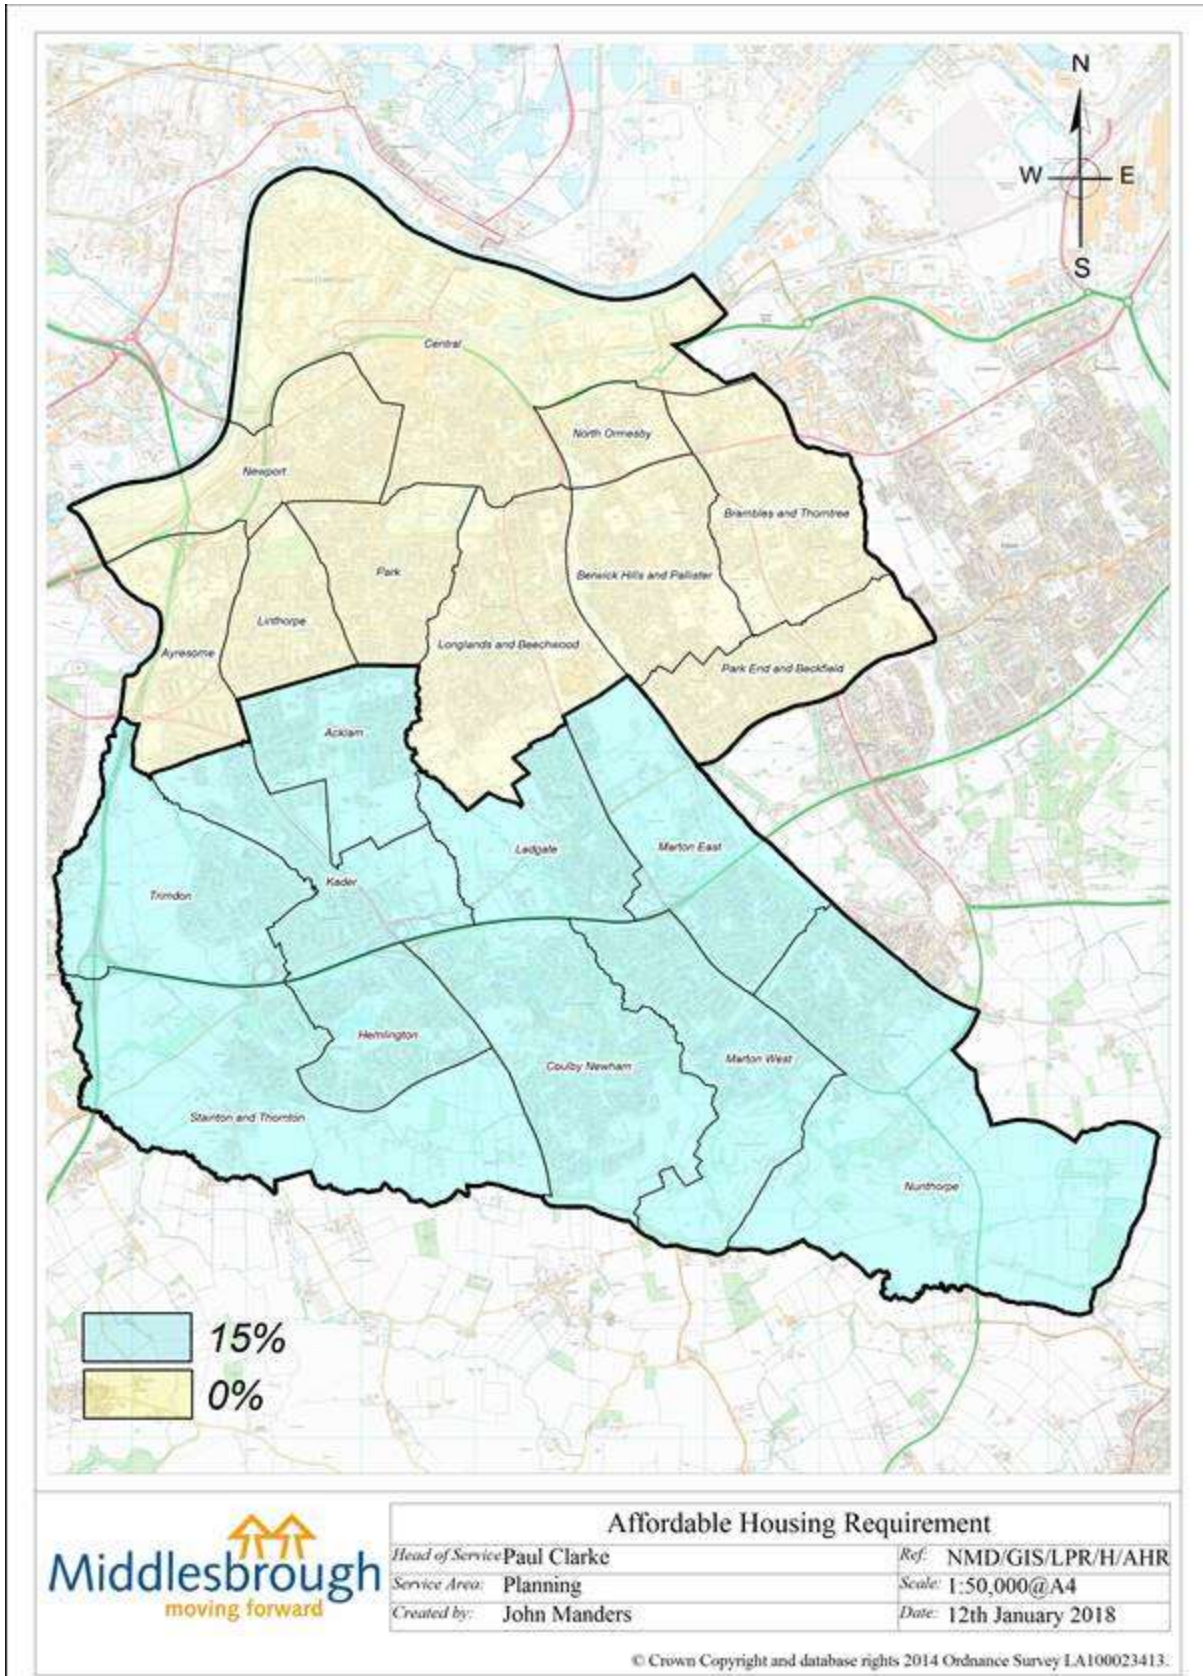 N
W E
S
Central
North Ormesby
Newport
Brambles and Thorntree
Park
Berwick Hills and Pallister
Linthorpe
Longlands and Beechwood
Ayresome
Park End and Beckfield
Acklam
Ladgate
Marton East
Kader
Trimdon
Hemlington
Marton West
Coulby Newham
Stainton and Thornton
Nunthorpe
15%
0%
Middlesbrough
moving forward
Affordable Housing Requirement
Head of Service Paul Clarke Ref: NMD/GIS/LPR/H/AHR
Service Area: Planning Scale: 1:50,000@A4
Created by: John Manders Date: 12th January 2018
© Crown Copyright and database rights 2014 Ordnance Survey LA100023413.